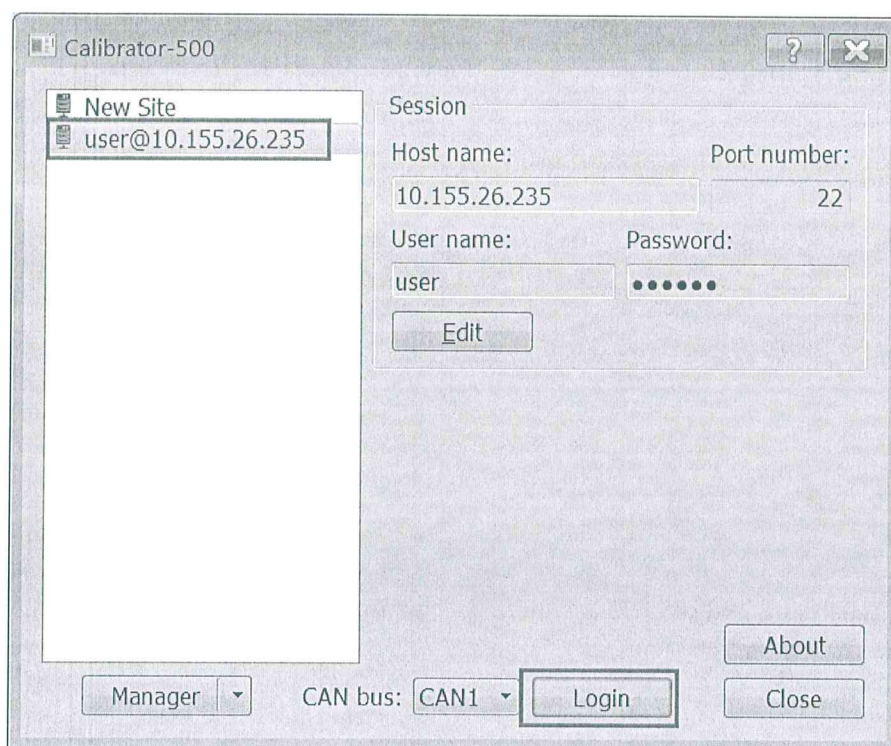 Calibrator-500
New Site
user@10.155.26.235
Session
Host name:
Port number:
10.155.26.235
22
User name:
Password:
user
●●●●●●
Edit
About
Manager
CAN bus:
CAN1
Login
Close